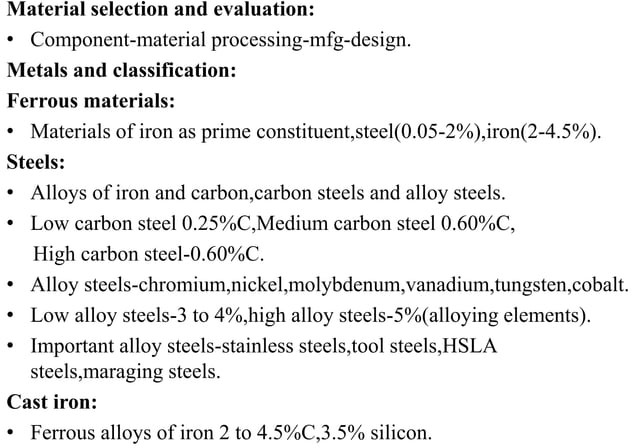 Material selection and evaluation:
• Component-material processing-mfg-design.
Metals and classification:
Ferrous materials:
• Materials of iron as prime constituent,steel(0.05-2%),iron(2-4.5%).
Steels:
• Alloys of iron and carbon,carbon steels and alloy steels.
• Low carbon steel 0.25%C,Medium carbon steel 0.60%C,
High carbon steel-0.60%C.
• Alloy steels-chromium,nickel,molybdenum,vanadium,tungsten,cobalt.
• Low alloy steels-3 to 4%,high alloy steels-5%(alloying elements).
• Important alloy steels-stainless steels,tool steels,HSLA
steels,maraging steels.
Cast iron:
• Ferrous alloys of iron 2 to 4.5%C,3.5% silicon.